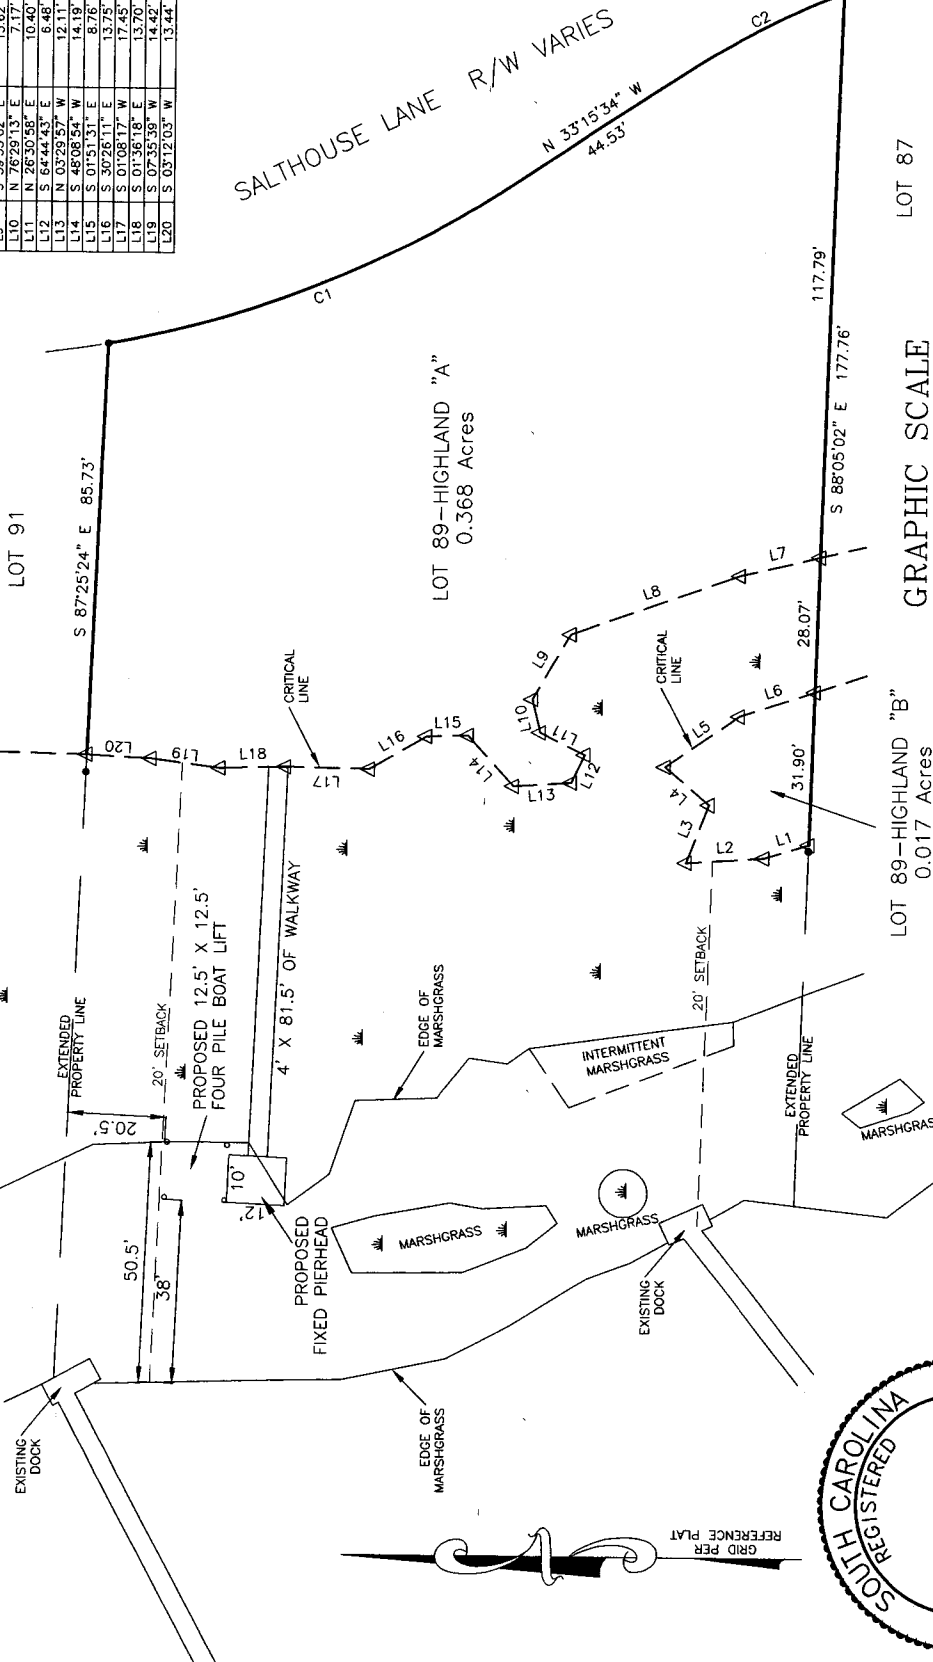 L10 N 76°29'13" E 7.17'
L11 N 26°30'58" E 10.40'
L12 S 64°44'43" E 6.48'
L13 N 03°29'57" W 12.11'
L14 S 48°08'54" W 14.19'
L15 S 01°51'31" E 8.76'
L16 S 30°26'11" E 13.75'
L17 S 01°08'17" W 17.45'
L18 S 01°36'18" E 13.70'
L19 S 07°35'39" W 14.42'
L20 S 03°12'03" W 13.44'
SALTHOUSE LANE R/W VARIES
C2
N 33°15'34" W
44.53'
C1
LOT 91
S 87°25'24" E 85.73'
LOT 89-HIGHLAND "A"
0.368 Acres
LOT 87
117.79'
S 88°05'02" E 177.76'
GRAPHIC SCALE
28.07'
31.90'
LOT 89-HIGHLAND "B"
0.017 Acres
L20
L19
L18
L17
L16
L15
L14
L13
L12
L11
L10
L9
L8
L7
L6
L5
L4
L3
L2
L1
CRITICAL
LINE
CRITICAL
LINE
EXTENDED
PROPERTY LINE
20' SETBACK
20.5'
PROPOSED 12.5' X 12.5'
FOUR PILE BOAT LIFT
4' X 81.5' OF WALKWAY
EDGE OF
MARSHGRASS
INTERMITTENT
MARSHGRASS
20' SETBACK
EXTENDED
PROPERTY LINE
MARSHGRAS
50.5'
38'
10'
12'
PROPOSED
FIXED PIERHEAD
MARSHGRASS
MARSHGRASS
EXISTING
DOCK
EXISTING
DOCK
EDGE OF
MARSHGRASS
GRID PER
REFERENCE PLAT
SOUTH CAROLINA
REGISTERED